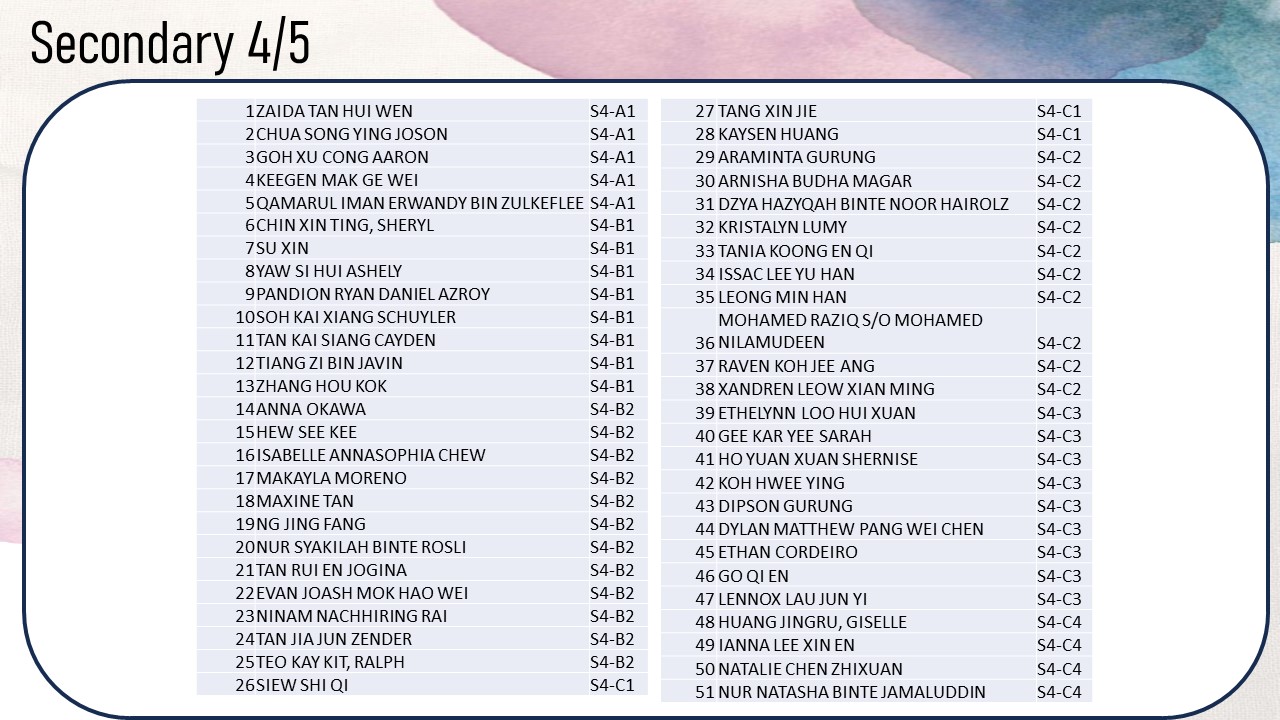 Secondary 4/5
1 ZAIDA TAN HUI WEN S4-A1
2 CHUA SONG YING JOSON S4-A1
3 GOH XU CONG AARON S4-A1
4 KEEGEN MAK GE WEI S4-A1
5 QAMARUL IMAN ERWANDY BIN ZULKEFLEE S4-A1
6 CHIN XIN TING, SHERYL S4-B1
7 SU XIN S4-B1
8 YAW SI HUI ASHELY S4-B1
9 PANDION RYAN DANIEL AZROY S4-B1
10 SOH KAI XIANG SCHUYLER S4-B1
11 TAN KAI SIANG CAYDEN S4-B1
12 TIANG ZI BIN JAVIN S4-B1
13 ZHANG HOU KOK S4-B1
14 ANNA OKAWA S4-B2
15 HEW SEE KEE S4-B2
16 ISABELLE ANNASOPHIA CHEW S4-B2
17 MAKAYLA MORENO S4-B2
18 MAXINE TAN S4-B2
19 NG JING FANG S4-B2
20 NUR SYAKILAH BINTE ROSLI S4-B2
21 TAN RUI EN JOGINA S4-B2
22 EVAN JOASH MOK HAO WEI S4-B2
23 NINAM NACHHIRING RAI S4-B2
24 TAN JIA JUN ZENDER S4-B2
25 TEO KAY KIT, RALPH S4-B2
26 SIEW SHI QI S4-C1
27 TANG XIN JIE S4-C1
28 KAYSEN HUANG S4-C1
29 ARAMINTA GURUNG S4-C2
30 ARNISHA BUDHA MAGAR S4-C2
31 DZYA HAZYQAH BINTE NOOR HAIROLZ S4-C2
32 KRISTALYN LUMY S4-C2
33 TANIA KOONG EN QI S4-C2
34 ISSAC LEE YU HAN S4-C2
35 LEONG MIN HAN S4-C2
MOHAMED RAZIQ S/O MOHAMED
36 NILAMUDEEN S4-C2
37 RAVEN KOH JEE ANG S4-C2
38 XANDREN LEOW XIAN MING S4-C2
39 ETHELYNN LOO HUI XUAN S4-C3
40 GEE KAR YEE SARAH S4-C3
41 HO YUAN XUAN SHERNISE S4-C3
42 KOH HWEE YING S4-C3
43 DIPSON GURUNG S4-C3
44 DYLAN MATTHEW PANG WEI CHEN S4-C3
45 ETHAN CORDEIRO S4-C3
46 GO QI EN S4-C3
47 LENNOX LAU JUN YI S4-C3
48 HUANG JINGRU, GISELLE S4-C4
49 IANNA LEE XIN EN S4-C4
50 NATALIE CHEN ZHIXUAN S4-C4
51 NUR NATASHA BINTE JAMALUDDIN S4-C4